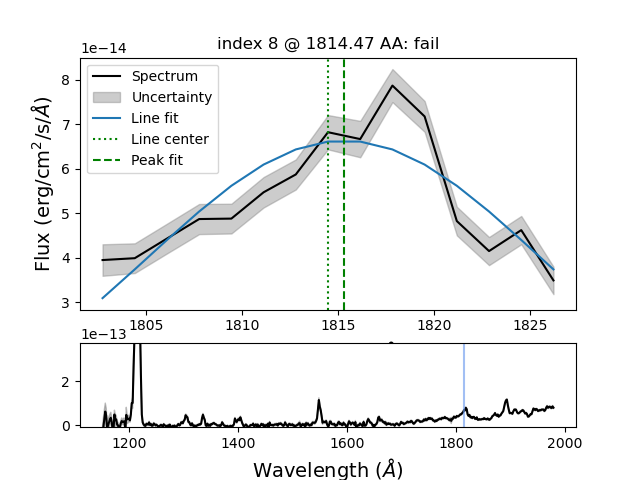 index 8 @ 1814.47 AA: fail
1e−14
Spectrum
Uncertainty
Line fit
Line center
Peak fit
Flux (erg/cm²/s/Å)
8
7
6
5
4
3
1805 1810 1815 1820 1825
1e−13
2
0
1200 1400 1600 1800 2000
Wavelength (Å)